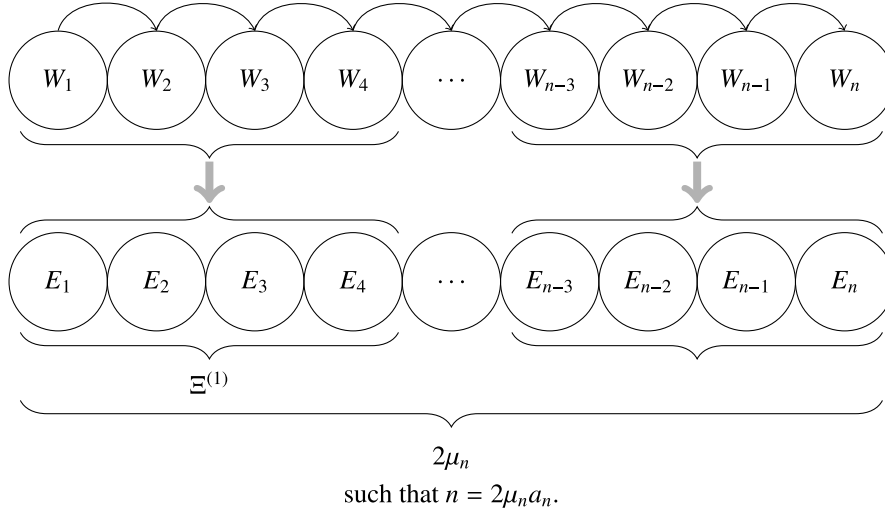 W₁ W₂ W₃ W₄ ⋯ Wₙ₋₃ Wₙ₋₂ Wₙ₋₁ Wₙ
E₁ E₂ E₃ E₄ ⋯ Eₙ₋₃ Eₙ₋₂ Eₙ₋₁ Eₙ
Ξ⁽¹⁾
2μₙ
such that n = 2μₙaₙ.